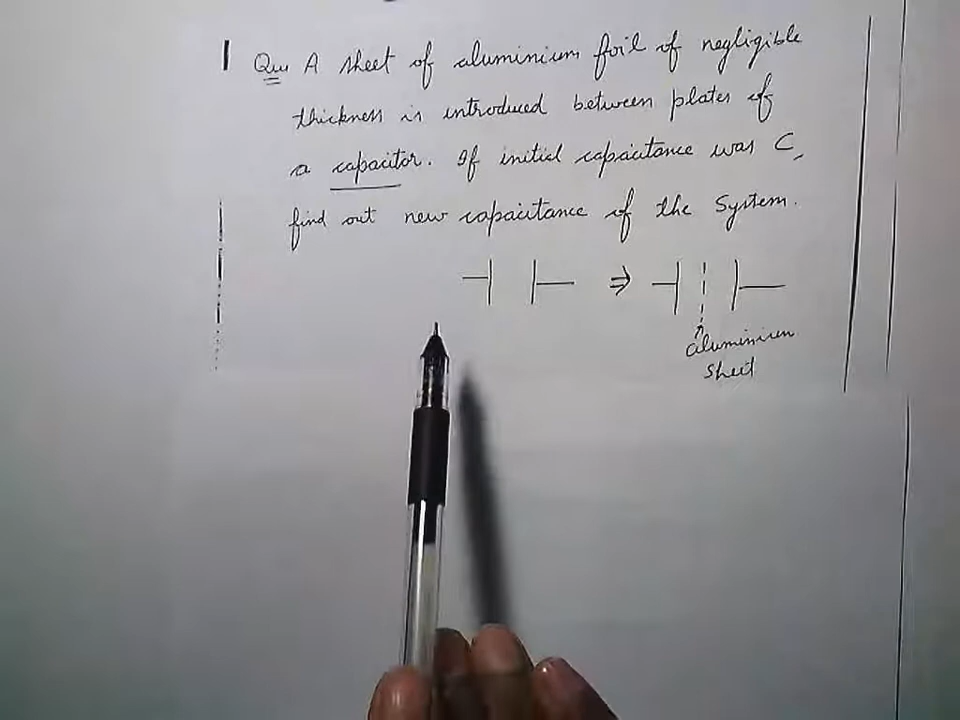 Que A sheet of aluminium foil of negligible
thickness is introduced between plates of
a capacitor. If initial capacitance was C,
find out new capacitance of the System.
aluminium
sheet